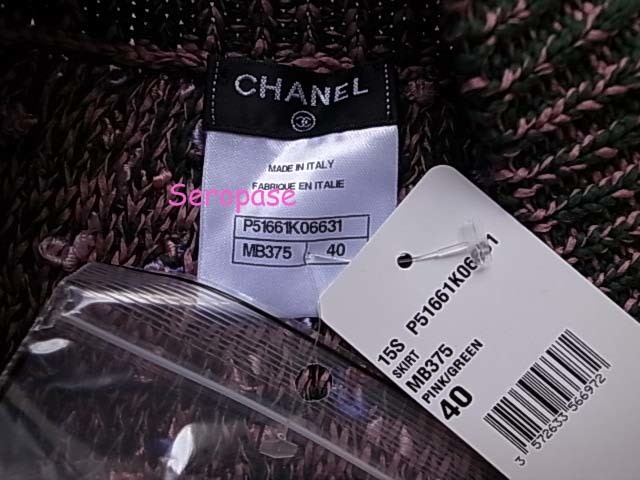 CHANEL
MADE IN ITALY
FABRIQUE EN ITALIE
Seropase
P51661K06631
MB375 40
15S P51661K06631
SKIRT
MB375
PINK/GREEN
40
3 572633 566972